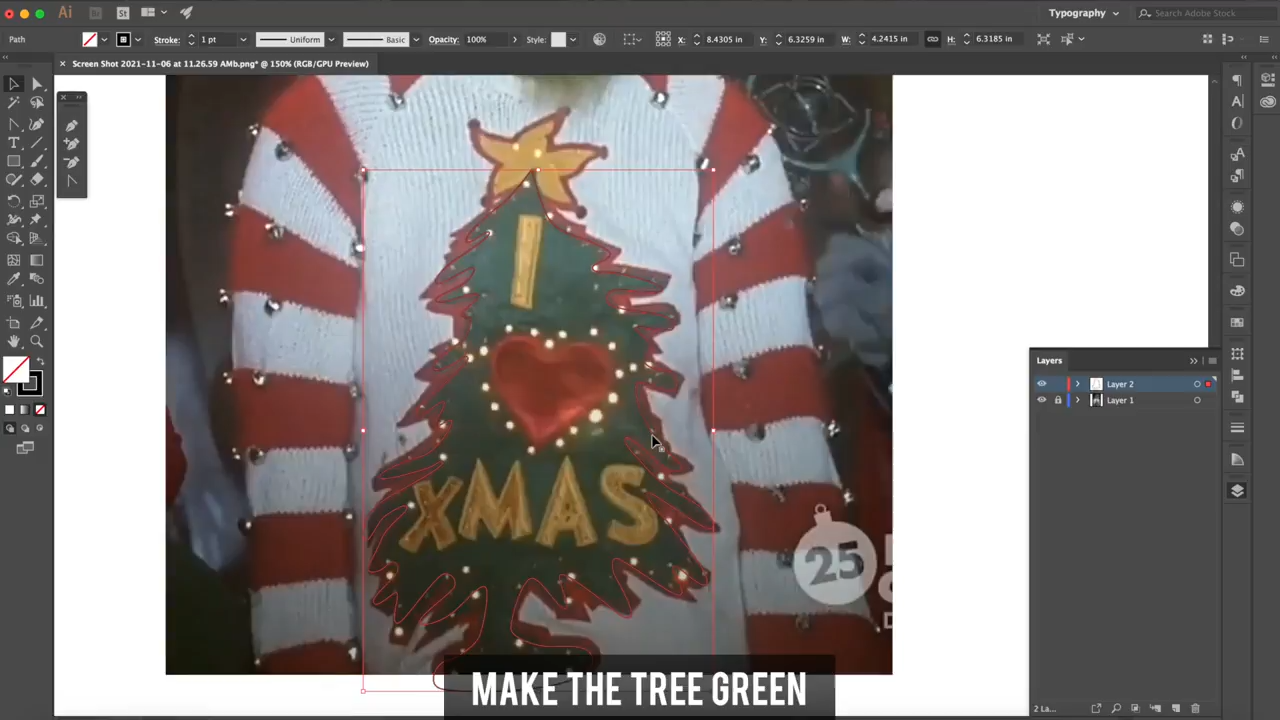 Typography
Search Adobe Stock
Path
Stroke:
1 pt
Uniform
Basic
Opacity:
100%
Style:
X:
8.4305 in
Y:
6.3259 in
W:
4.2415 in
H:
6.3185 in
Screen Shot 2021-11-06 at 11.26.59 AMb.png* @ 150% (RGB/GPU Preview)
I
XMAS
25
Layers
Layer 2
Layer 1
2 La...
MAKE THE TREE GREEN